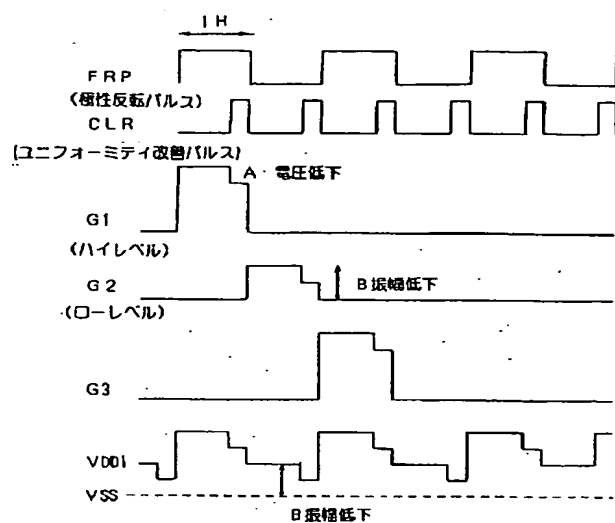 1H
FRP
(極性反転パルス)
CLR
(ユニフォーミティ改善パルス)
A 電圧低下
G1
(ハイレベル)
G2
(ローレベル)
B振幅低下
G3
VDD1
VSS
B振幅低下